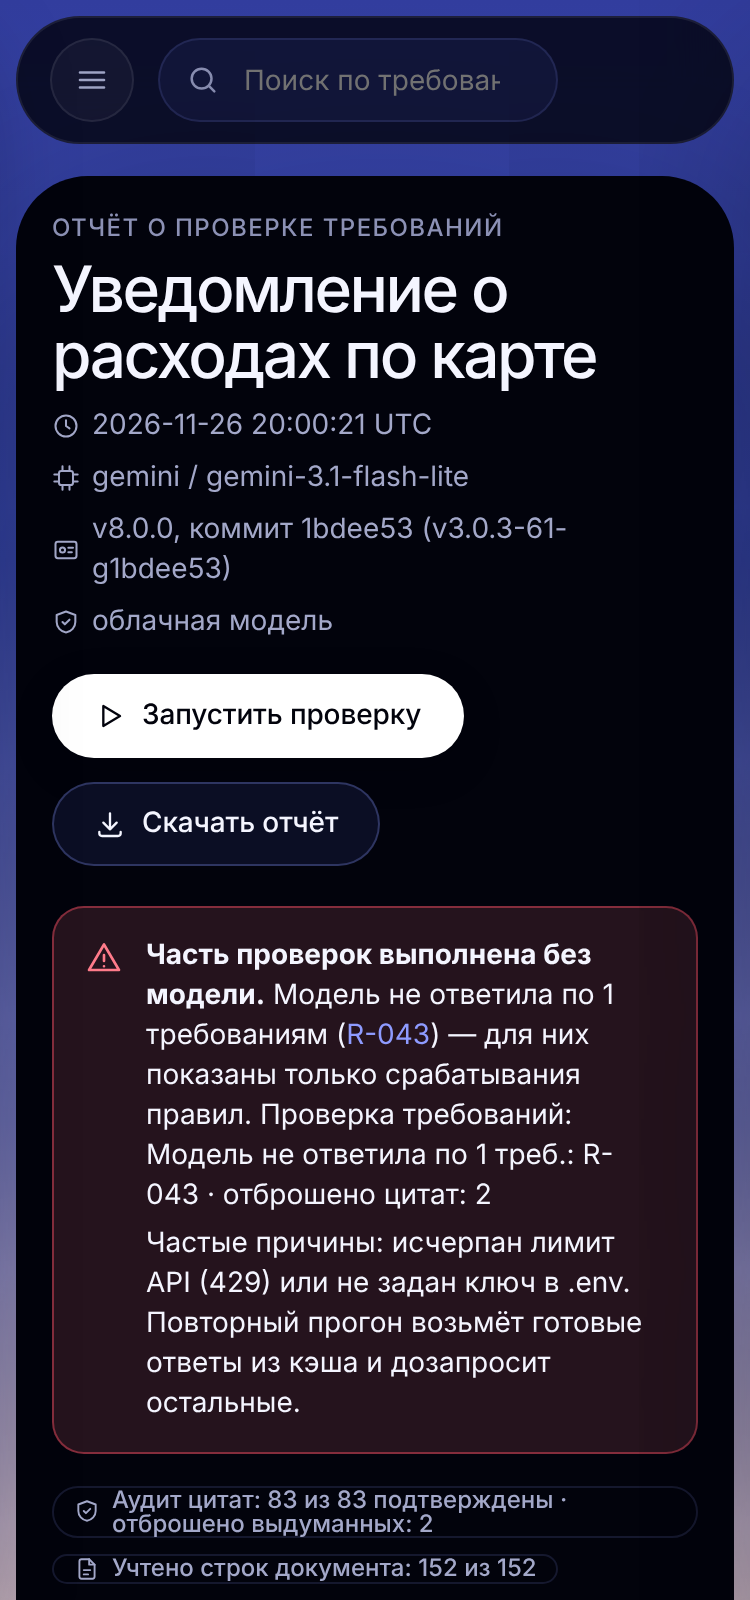 Поиск по требован
ОТЧЁТ О ПРОВЕРКЕ ТРЕБОВАНИЙ
Уведомление о
расходах по карте
2026-11-26 20:00:21 UTC
gemini / gemini-3.1-flash-lite
v8.0.0, коммит 1bdee53 (v3.0.3-61-
g1bdee53)
облачная модель
Запустить проверку
Скачать отчёт
Часть проверок выполнена без
модели. Модель не ответила по 1
требованиям (R-043) — для них
показаны только срабатывания
правил. Проверка требований:
Модель не ответила по 1 треб.: R-
043 · отброшено цитат: 2
Частые причины: исчерпан лимит
API (429) или не задан ключ в .env.
Повторный прогон возьмёт готовые
ответы из кэша и дозапросит
остальные.
Аудит цитат: 83 из 83 подтверждены ·
отброшено выдуманных: 2
Учтено строк документа: 152 из 152